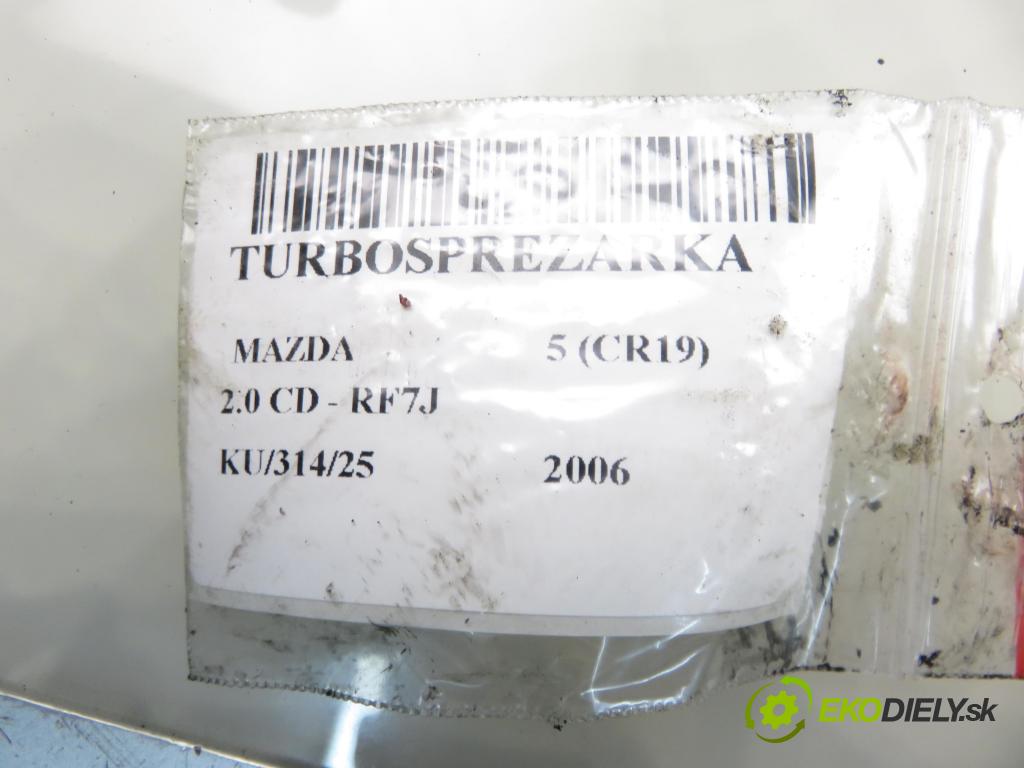 TURBOSPREZARKA
MAZDA 5 (CR19)
2.0 CD - RF7J
KU/314/25 2006
EKODIELY.sk